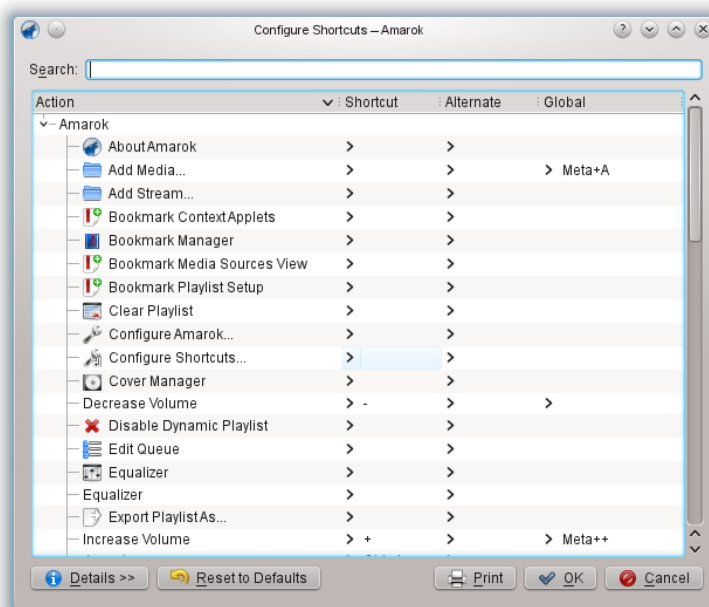 Configure Shortcuts – Amarok
Search:
Action Shortcut Alternate Global
Amarok
About Amarok
Add Media... Meta+A
Add Stream...
Bookmark Context Applets
Bookmark Manager
Bookmark Media Sources View
Bookmark Playlist Setup
Clear Playlist
Configure Amarok...
Configure Shortcuts...
Cover Manager
Decrease Volume -
Disable Dynamic Playlist
Edit Queue
Equalizer
Equalizer
Export Playlist As...
Increase Volume + Meta++
Details >> Reset to Defaults Print OK Cancel